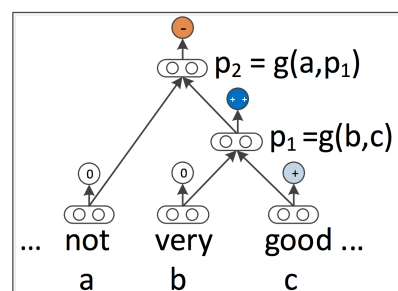 -
p₂ = g(a,p₁)
+ +
p₁ =g(b,c)
0 0 +
... not very good ...
a b c